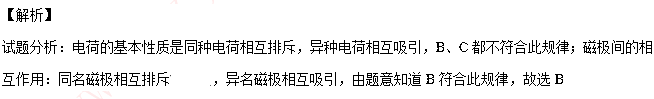 【解析】
试题分析：电荷的基本性质是同种电荷相互排斥，异种电荷相互吸引，B、C都不符合此规律；磁极间的相
互作用：同名磁极相互排斥 ，异名磁极相互吸引，由题意知道B符合此规律，故选B